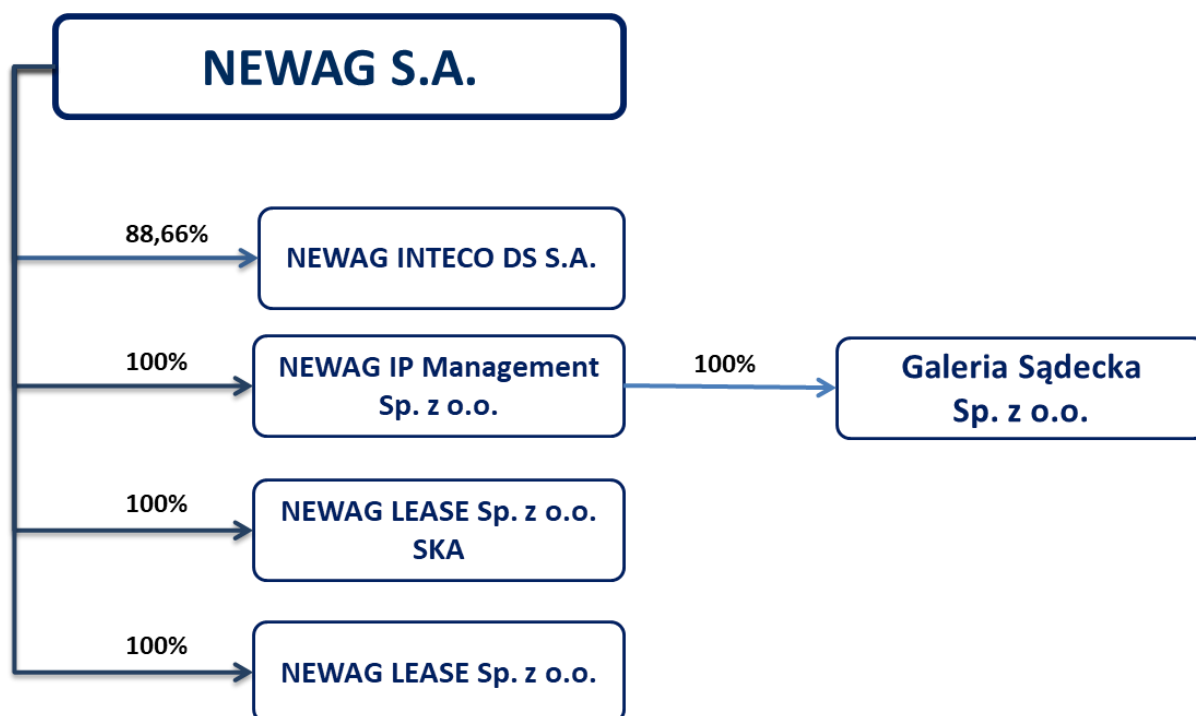 NEWAG S.A.
88,66%
NEWAG INTECO DS S.A.
100%
NEWAG IP Management
Sp. z o.o.
100%
Galeria Sądecka
Sp. z o.o.
100%
NEWAG LEASE Sp. z o.o.
SKA
100%
NEWAG LEASE Sp. z o.o.